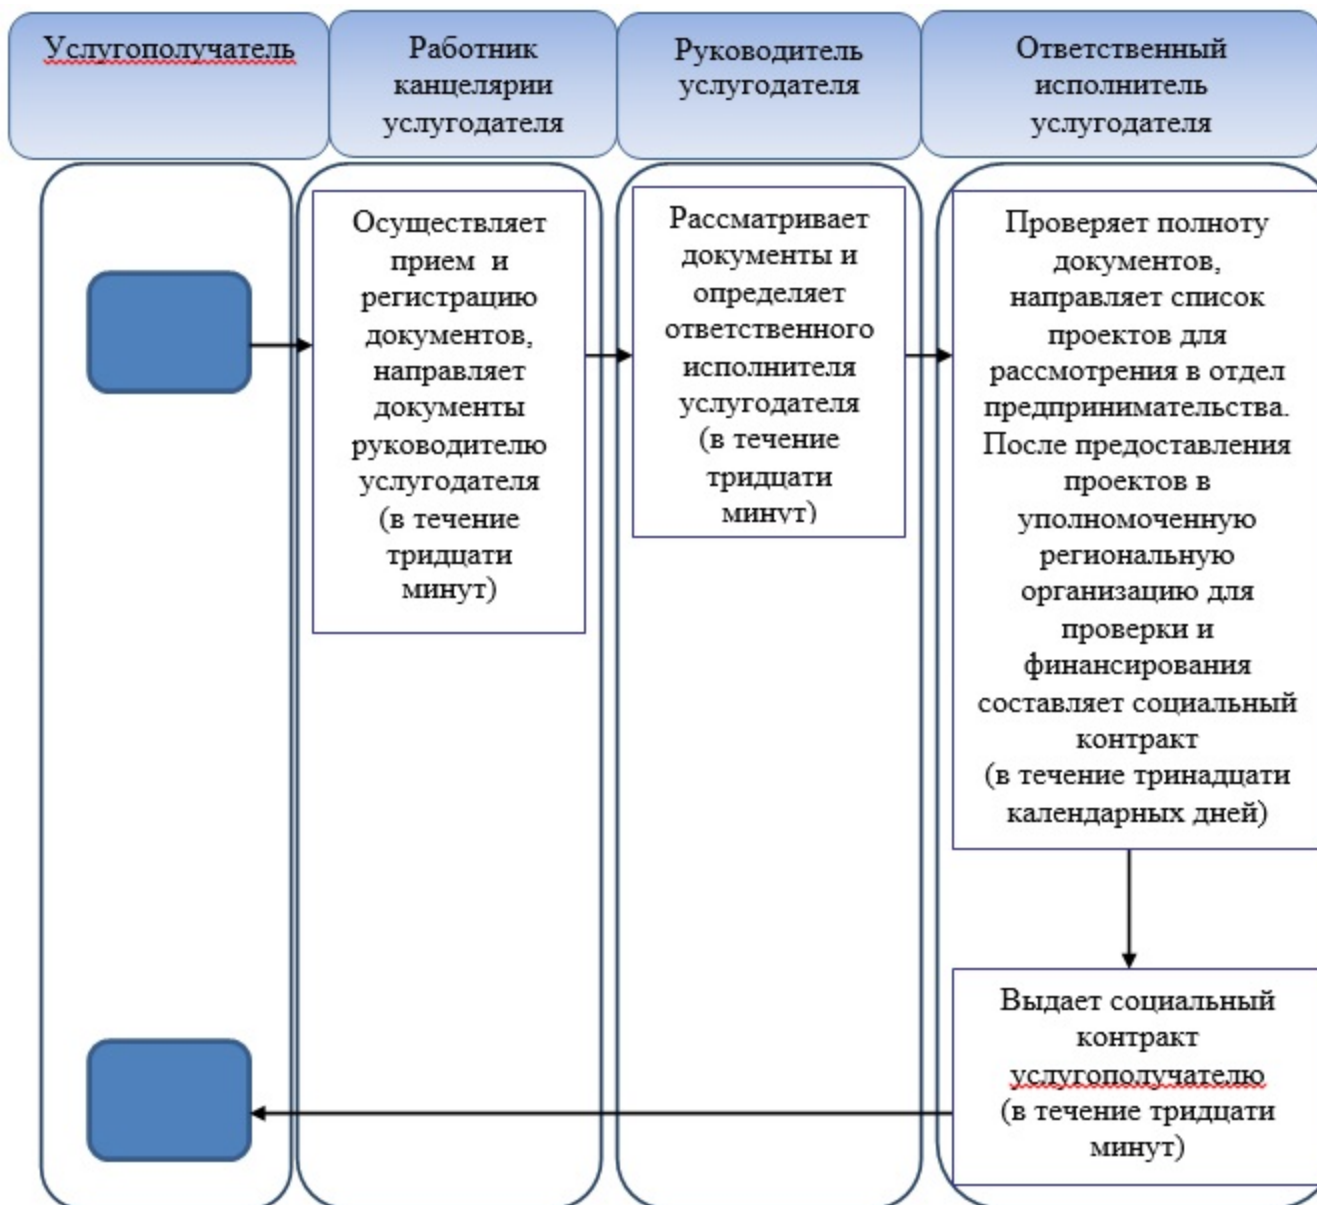 Услугополучатель
Работник
канцелярии
услугодателя
Руководитель
услугодателя
Ответственный
исполнитель
услугодателя
Осуществляет
прием и
регистрацию
документов,
направляет
документы
руководителю
услугодателя
(в течение
тридцати
минут)
Рассматривает
документы и
определяет
ответственного
исполнителя
услугодателя
(в течение
тридцати
минут)
Проверяет полноту
документов,
направляет список
проектов для
рассмотрения в отдел
предпринимательства.
После предоставления
проектов в
уполномоченную
региональную
организацию для
проверки и
финансирования
составляет социальный
контракт
(в течение тринадцати
календарных дней)
Выдает социальный
контракт
услугополучателю
(в течение тридцати
минут)